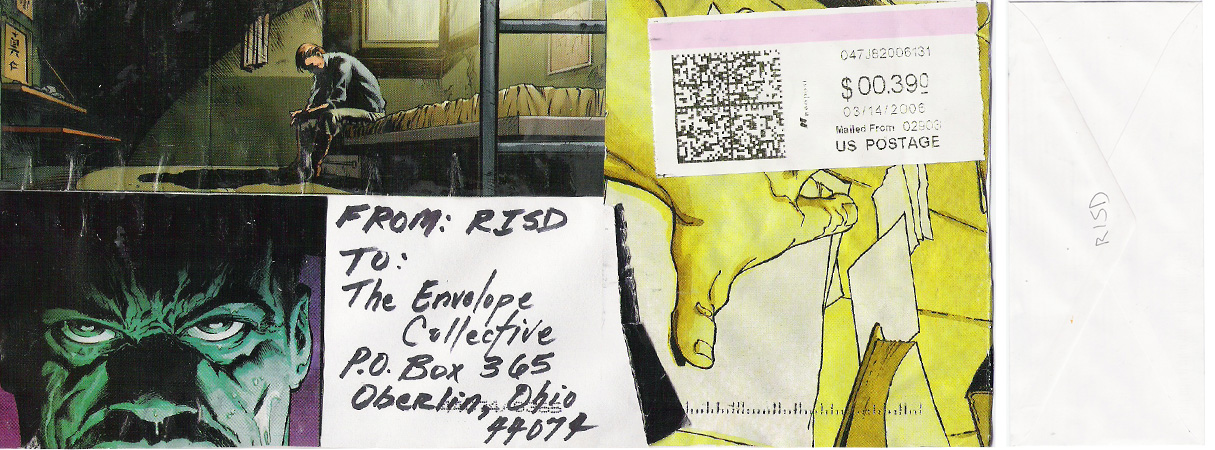 047J82006131
$00.390
03/14/2006
Mailed From 02903
US POSTAGE
FROM: RISD
TO:
The Envelope
Collective
P.O. Box 365
Oberlin, Ohio
44074
RISD